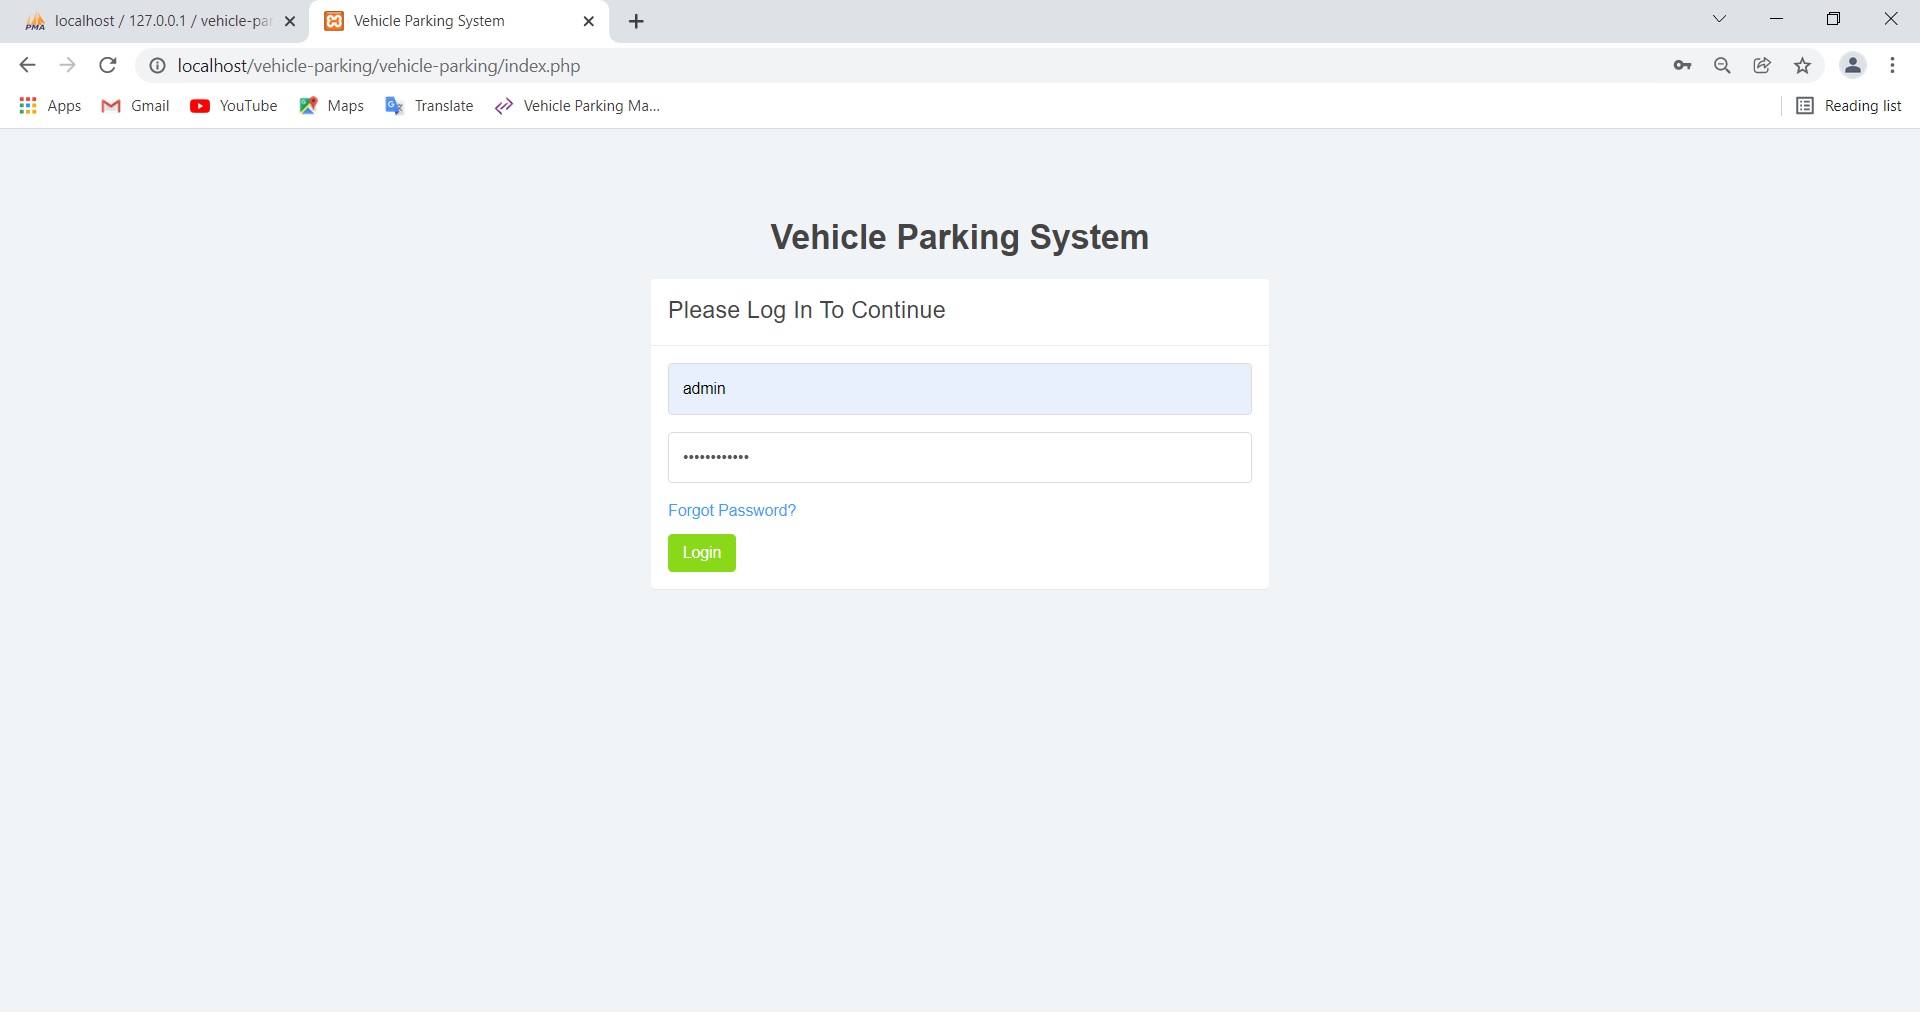 PMA localhost / 127.0.0.1 / vehicle-par Vehicle Parking System
localhost/vehicle-parking/vehicle-parking/index.php
Apps Gmail YouTube Maps Translate Vehicle Parking Ma... Reading list
Vehicle Parking System
Please Log In To Continue
admin
••••••••••••
Forgot Password?
Login